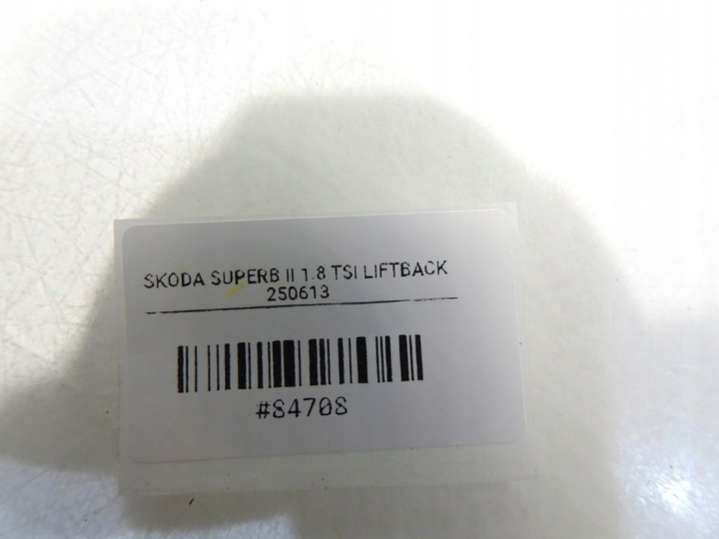 SKODA SUPERB II 1.8 TSI LIFTBACK
250613
#84708